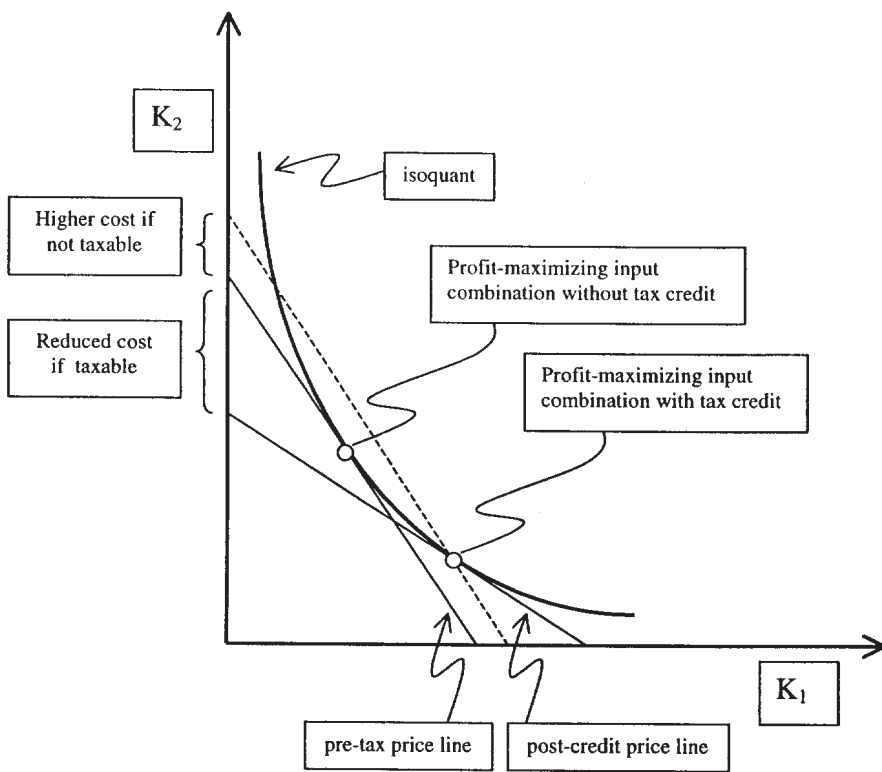 K₂
isoquant
Higher cost if
not taxable
Profit-maximizing input
combination without tax credit
Reduced cost
if taxable
Profit-maximizing input
combination with tax credit
K₁
pre-tax price line
post-credit price line